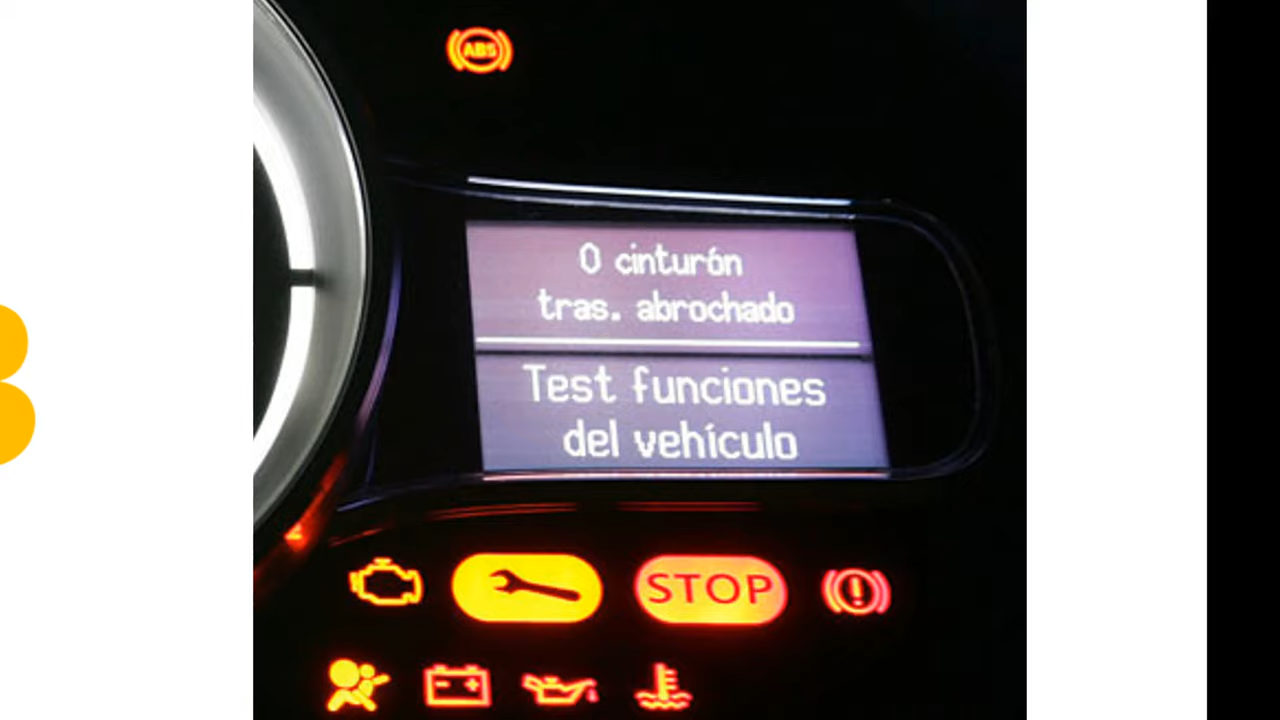 ABS
0 cinturón
tras. abrochado
Test funciones
del vehículo
STOP